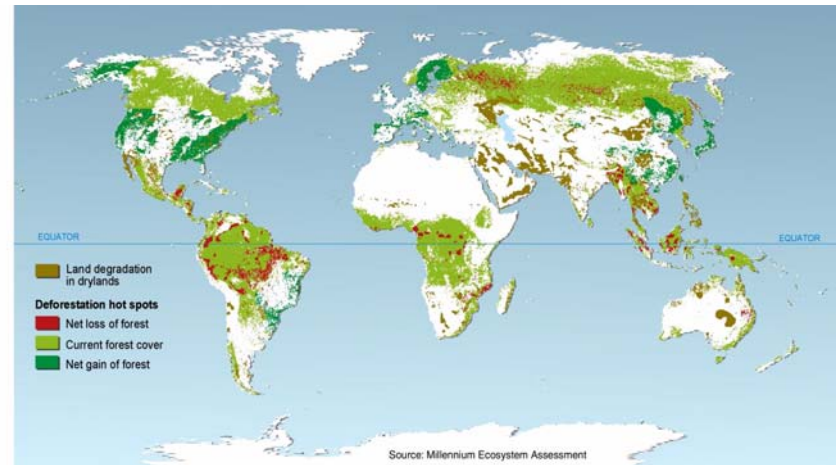 EQUATOR
EQUATOR
Land degradation
in drylands
Deforestation hot spots
Net loss of forest
Current forest cover
Net gain of forest
Source: Millennium Ecosystem Assessment